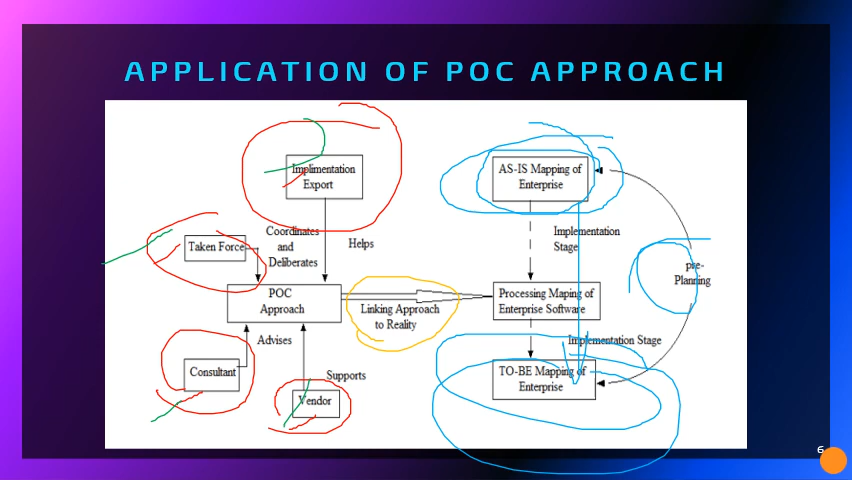 APPLICATION OF POC APPROACH
Implimentation
Export
AS-IS Mapping of
Enterprise
Taken Force
Coordinates
and
Deliberates
Helps
Implementation
Stage
pre-
Planning
POC
Approach
Linking Approach
to Reality
Processing Maping of
Enterprise Software
Advises
Implementation Stage
Consultant
Supports
TO-BE Mapping of
Enterprise
Vendor
6